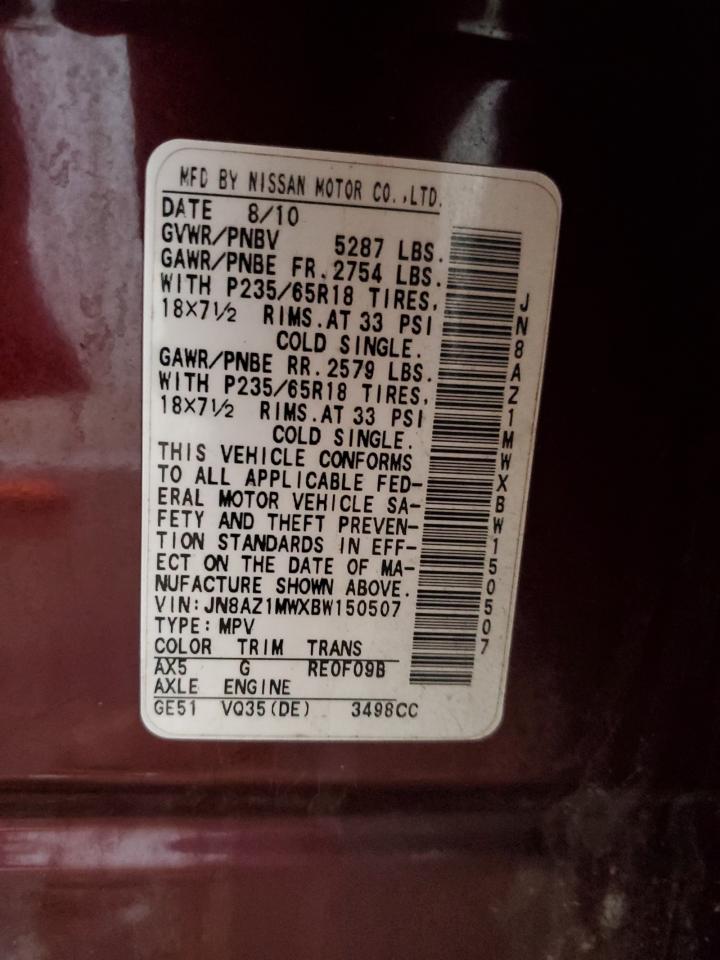 MFD BY NISSAN MOTOR CO.,LTD.
DATE 8/10
GVWR/PNBV 5287 LBS.
GAWR/PNBE FR.2754 LBS.
WITH P235/65R18 TIRES,
18X7½ RIMS.AT 33 PSI
COLD SINGLE.
GAWR/PNBE RR.2579 LBS.
WITH P235/65R18 TIRES,
18X7½ RIMS.AT 33 PSI
COLD SINGLE.
THIS VEHICLE CONFORMS
TO ALL APPLICABLE FED-
ERAL MOTOR VEHICLE SA-
FETY AND THEFT PREVEN-
TION STANDARDS IN EFF-
ECT ON THE DATE OF MA-
NUFACTURE SHOWN ABOVE.
VIN:JN8AZ1MWXBW150507
TYPE:MPV
COLOR TRIM TRANS
AX5 G RE0F09B
AXLE ENGINE
GE51 VQ35(DE) 3498CC
JN8AZ1MWXBW150507